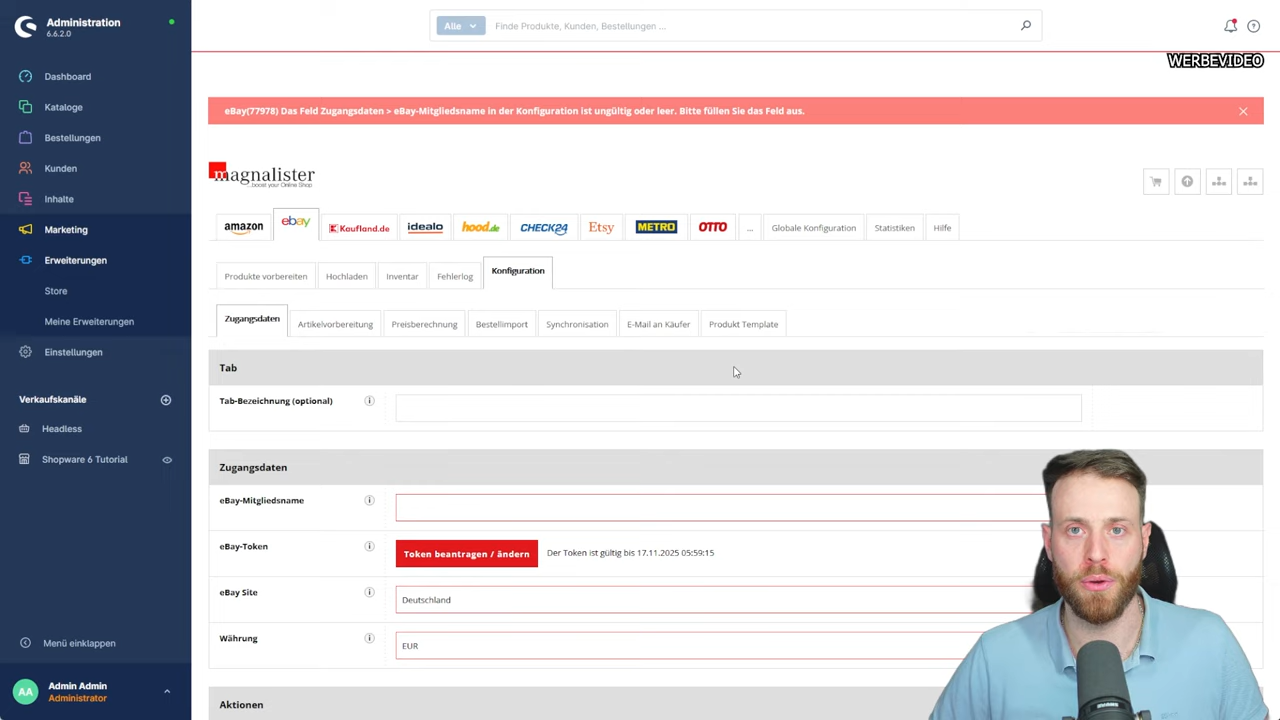 Administration
6.6.2.0
Alle
Finde Produkte, Kunden, Bestellungen ...
WERBEVIDEO
Dashboard
Kataloge
Bestellungen
Kunden
Inhalte
Marketing
Erweiterungen
Store
Meine Erweiterungen
Einstellungen
Verkaufskanäle
Headless
Shopware 6 Tutorial
Menü einklappen
AA
Admin Admin
Administrator
eBay(77978) Das Feld Zugangsdaten > eBay-Mitgliedsname in der Konfiguration ist ungültig oder leer. Bitte füllen Sie das Feld aus.
magnalister
boost your Online Shop
amazon
ebay
Kaufland.de
idealo
hood.de
CHECK24
Etsy
METRO
OTTO
...
Globale Konfiguration
Statistiken
Hilfe
Produkte vorbereiten
Hochladen
Inventar
Fehlerlog
Konfiguration
Zugangsdaten
Artikelvorbereitung
Preisberechnung
Bestellimport
Synchronisation
E-Mail an Käufer
Produkt Template
Tab
Tab-Bezeichnung (optional)
Zugangsdaten
eBay-Mitgliedsname
eBay-Token
Token beantragen / ändern
Der Token ist gültig bis 17.11.2025 05:59:15
eBay Site
Deutschland
Währung
EUR
Aktionen